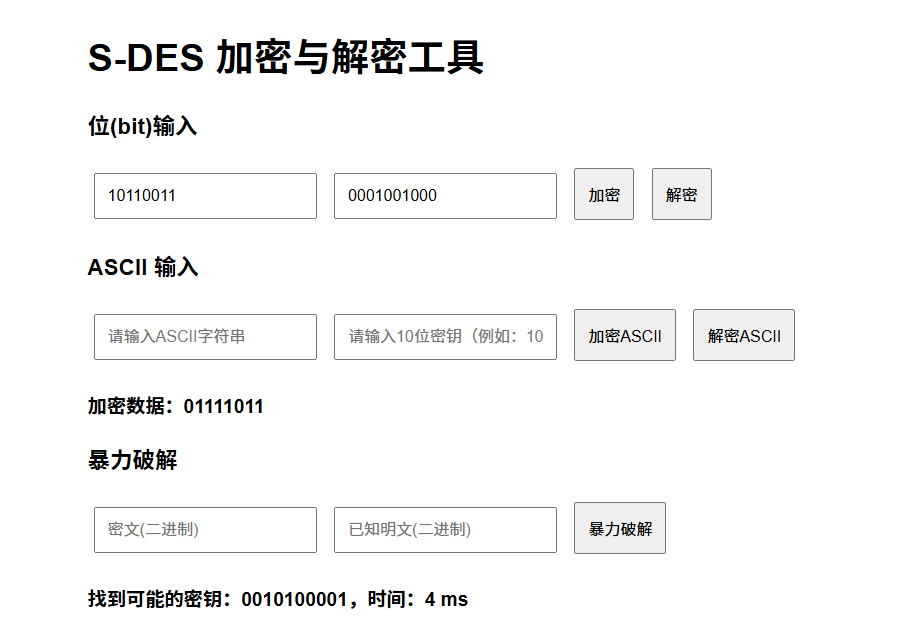 S-DES 加密与解密工具
位(bit)输入
10110011 0001001000 加密 解密
ASCII 输入
请输入ASCII字符串 请输入10位密钥（例如：10 加密ASCII 解密ASCII
加密数据：01111011
暴力破解
密文(二进制) 已知明文(二进制) 暴力破解
找到可能的密钥：0010100001，时间：4 ms